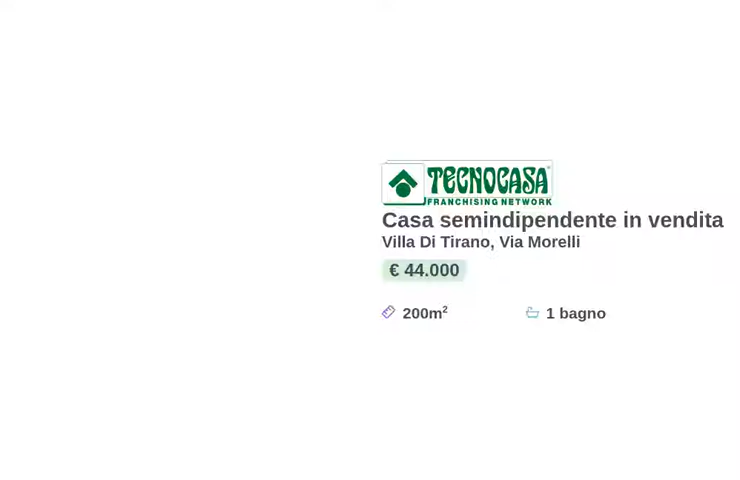 TECNOCASA
FRANCHISING NETWORK
Casa semindipendente in vendita
Villa Di Tirano, Via Morelli
€ 44.000
200m²
1 bagno